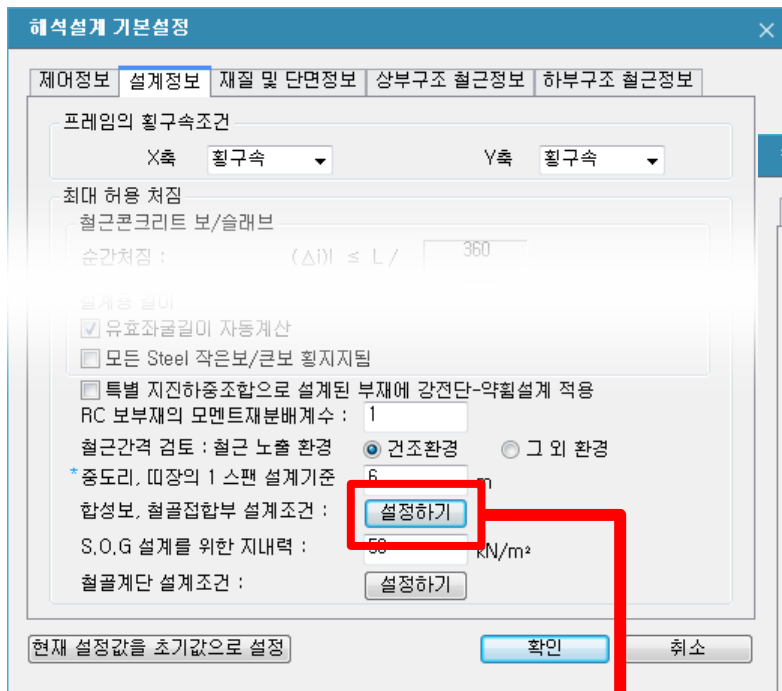 해석설계 기본설정
제어정보 설계정보 재질 및 단면정보 상부구조 철근정보 하부구조 철근정보
프레임의 횡구속조건
X축 횡구속 Y축 횡구속
최대 허용 처짐
철근콘크리트 보/슬래브
순간처짐 : (△i)l ≤ L / 360
설계용 길이
유효좌굴길이 자동계산
모든 Steel 작은보/큰보 횡지지됨
특별 지진하중조합으로 설계된 부재에 강전단-약휨설계 적용
RC 보부재의 모멘트재분배계수 : 1
철근간격 검토 : 철근 노출 환경 건조환경 그 외 환경
*중도리, 띠장의 1 스팬 설계기준 6 m
합성보, 철골접합부 설계조건 : 설정하기
S.O.G 설계를 위한 지내력 : 50 kN/m²
철골계단 설계조건 : 설정하기
현재 설정값을 초기값으로 설정 확인 취소